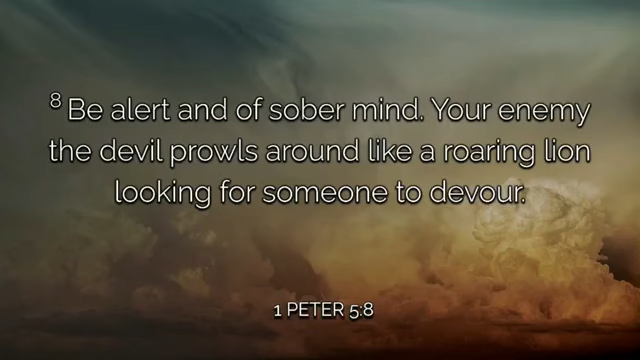 8 Be alert and of sober mind. Your enemy
the devil prowls around like a roaring lion
looking for someone to devour.
1 PETER 5:8